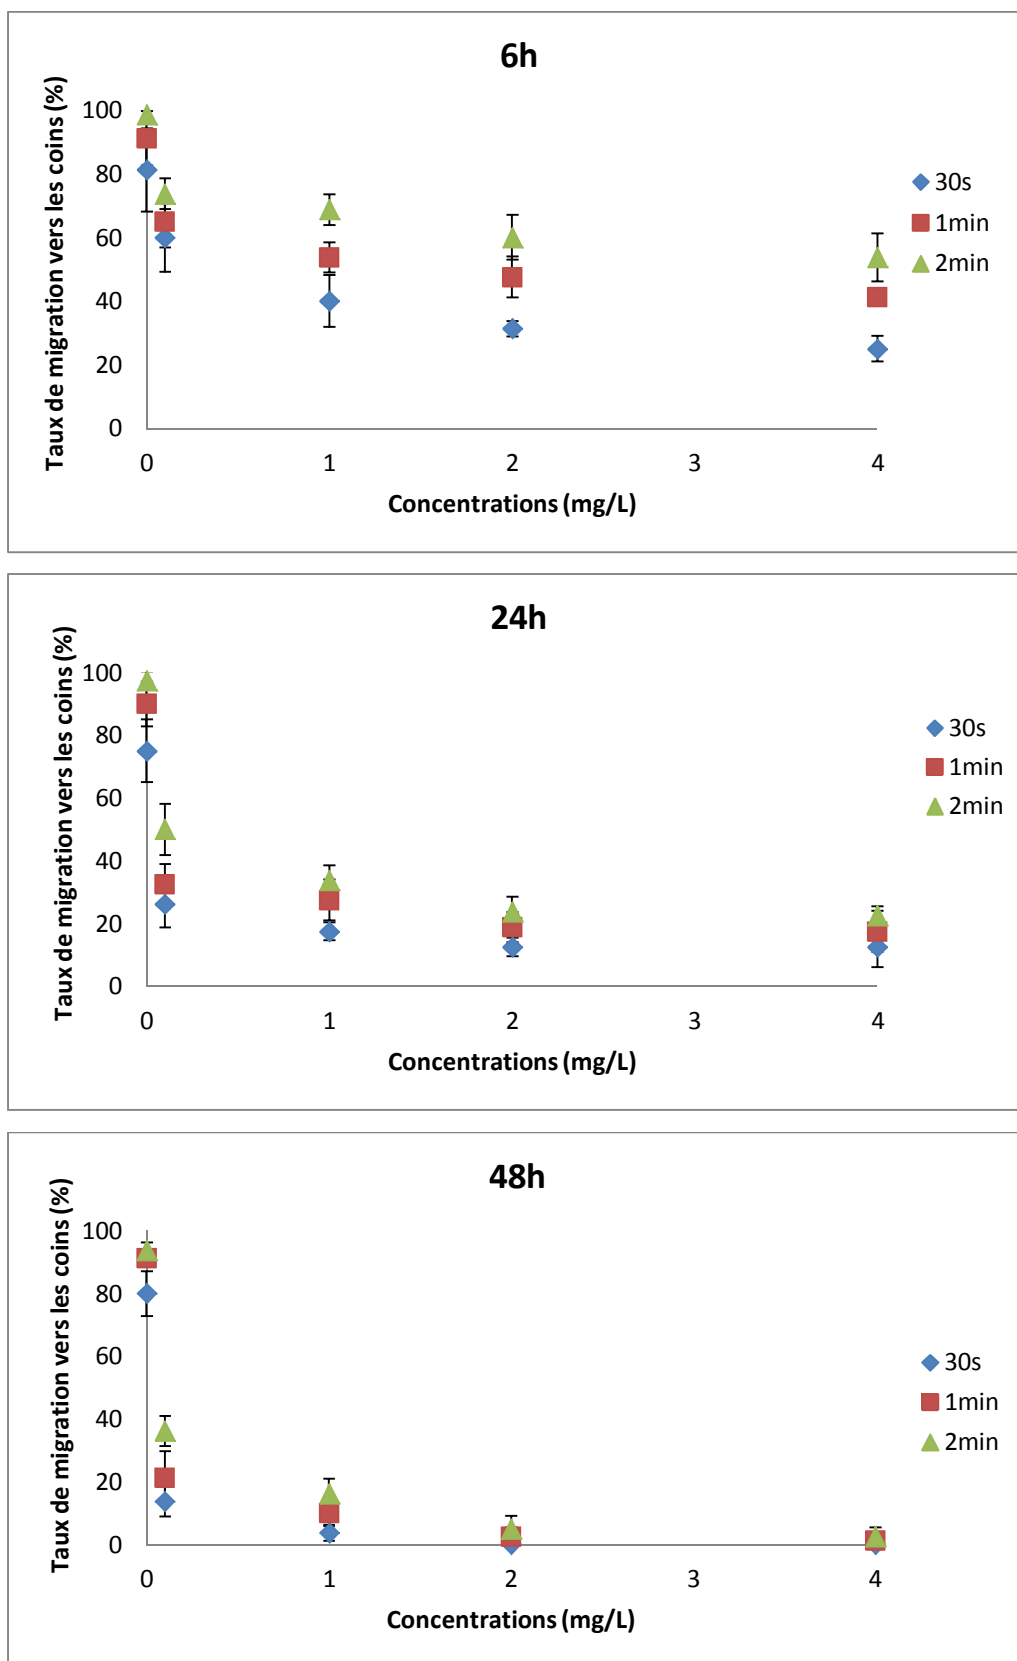 6h
Taux de migration vers les coins (%)
100
80
60
40
20
0
0 1 2 3 4
Concentrations (mg/L)
30s
1min
2min
24h
Taux de migration vers les coins (%)
100
80
60
40
20
0
0 1 2 3 4
Concentrations (mg/L)
30s
1min
2min
48h
Taux de migration vers les coins (%)
100
80
60
40
20
0
0 1 2 3 4
Concentrations (mg/L)
30s
1min
2min